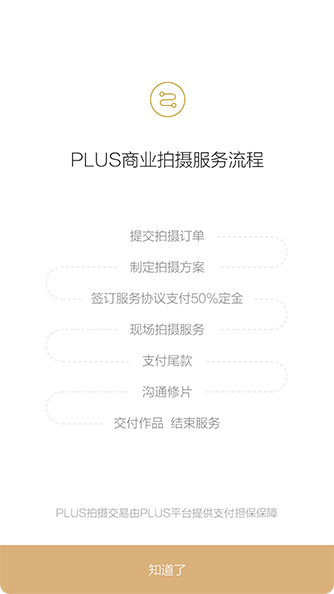 PLUS商业拍摄服务流程
提交拍摄订单
制定拍摄方案
签订服务协议支付50%定金
现场拍摄服务
支付尾款
沟通修片
交付作品 结束服务
PLUS拍摄交易由PLUS平台提供支付担保保障
知道了